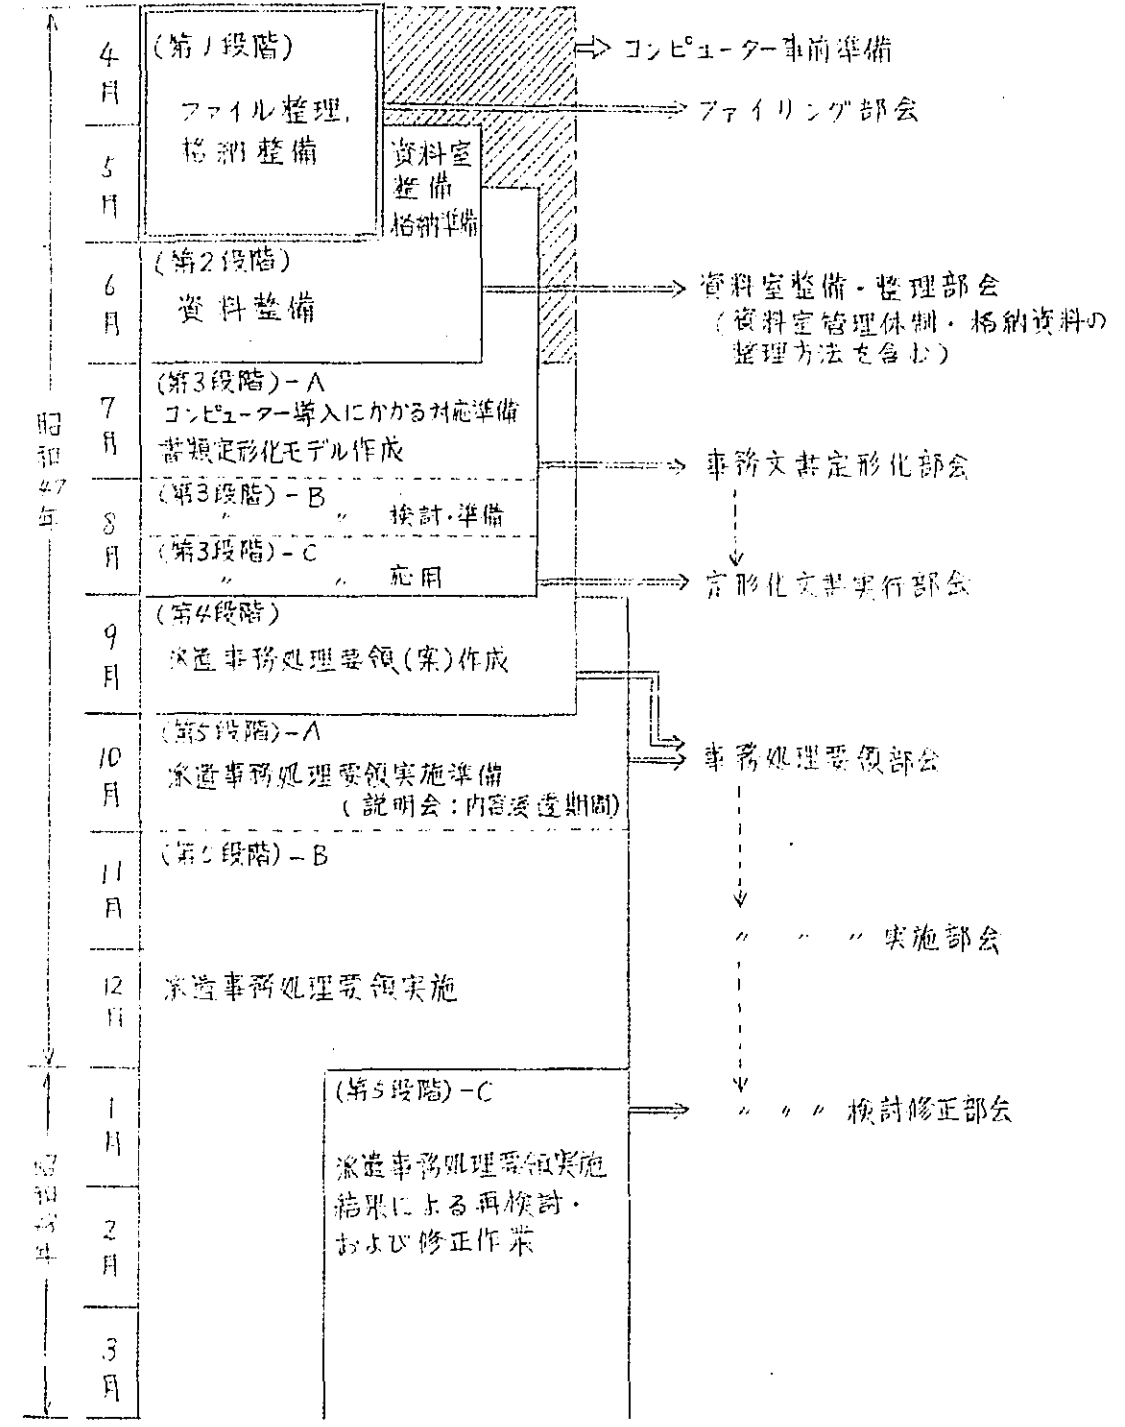 昭和47年
4月
(第1段階)
ファイル整理,
格納整備
コンピューター事前準備
ファイリング部会
5月
資料室
整備
格納準備
6月
(第2段階)
資料整備
資料室整備・整理部会
(資料室管理体制・格納資料の
整理方法を含む)
7月
(第3段階)-A
コンピューター導入にかかる対応準備
書類定形化モデル作成
事務文書定形化部会
8月
(第3段階)-B
〃 〃 検討・準備
(第3段階)-C
〃 〃 応用
定形化文書実行部会
9月
(第4段階)
派遣事務処理要領(案)作成
10月
(第5段階)-A
派遣事務処理要領実施準備
(説明会:内容浸透期間)
事務処理要領部会
11月
(第5段階)-B
〃 〃 〃 実施部会
12月
派遣事務処理要領実施
昭和48年
1月
(第5段階)-C
〃 〃 〃 検討修正部会
派遣事務処理要領実施
結果による再検討・
および修正作業
2月
3月